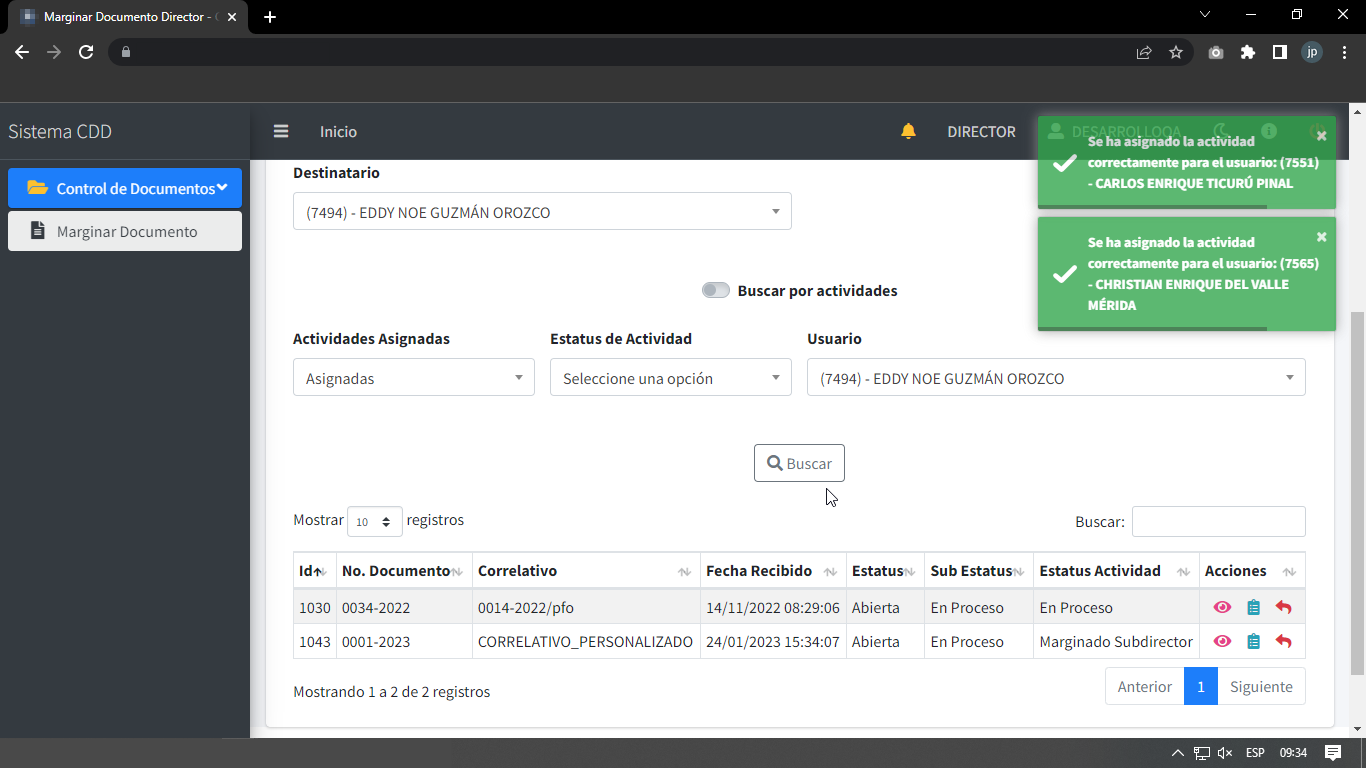 Marginar Documento Director -
jp
Sistema CDD
Inicio
DIRECTOR
DESARROLLOQA
Control de Documentos
Marginar Documento
Se ha asignado la actividad
correctamente para el usuario: (7551)
- CARLOS ENRIQUE TICURÚ PINAL
Se ha asignado la actividad
correctamente para el usuario: (7565)
- CHRISTIAN ENRIQUE DEL VALLE
MÉRIDA
Destinatario
(7494) - EDDY NOE GUZMÁN OROZCO
Buscar por actividades
Actividades Asignadas Estatus de Actividad Usuario
Asignadas Seleccione una opción (7494) - EDDY NOE GUZMÁN OROZCO
Buscar
Mostrar 10 registros Buscar:
Id No. Documento Correlativo Fecha Recibido Estatus Sub Estatus Estatus Actividad Acciones
1030 0034-2022 0014-2022/pfo 14/11/2022 08:29:06 Abierta En Proceso En Proceso
1043 0001-2023 CORRELATIVO_PERSONALIZADO 24/01/2023 15:34:07 Abierta En Proceso Marginado Subdirector
Mostrando 1 a 2 de 2 registros Anterior 1 Siguiente
ESP 09:34